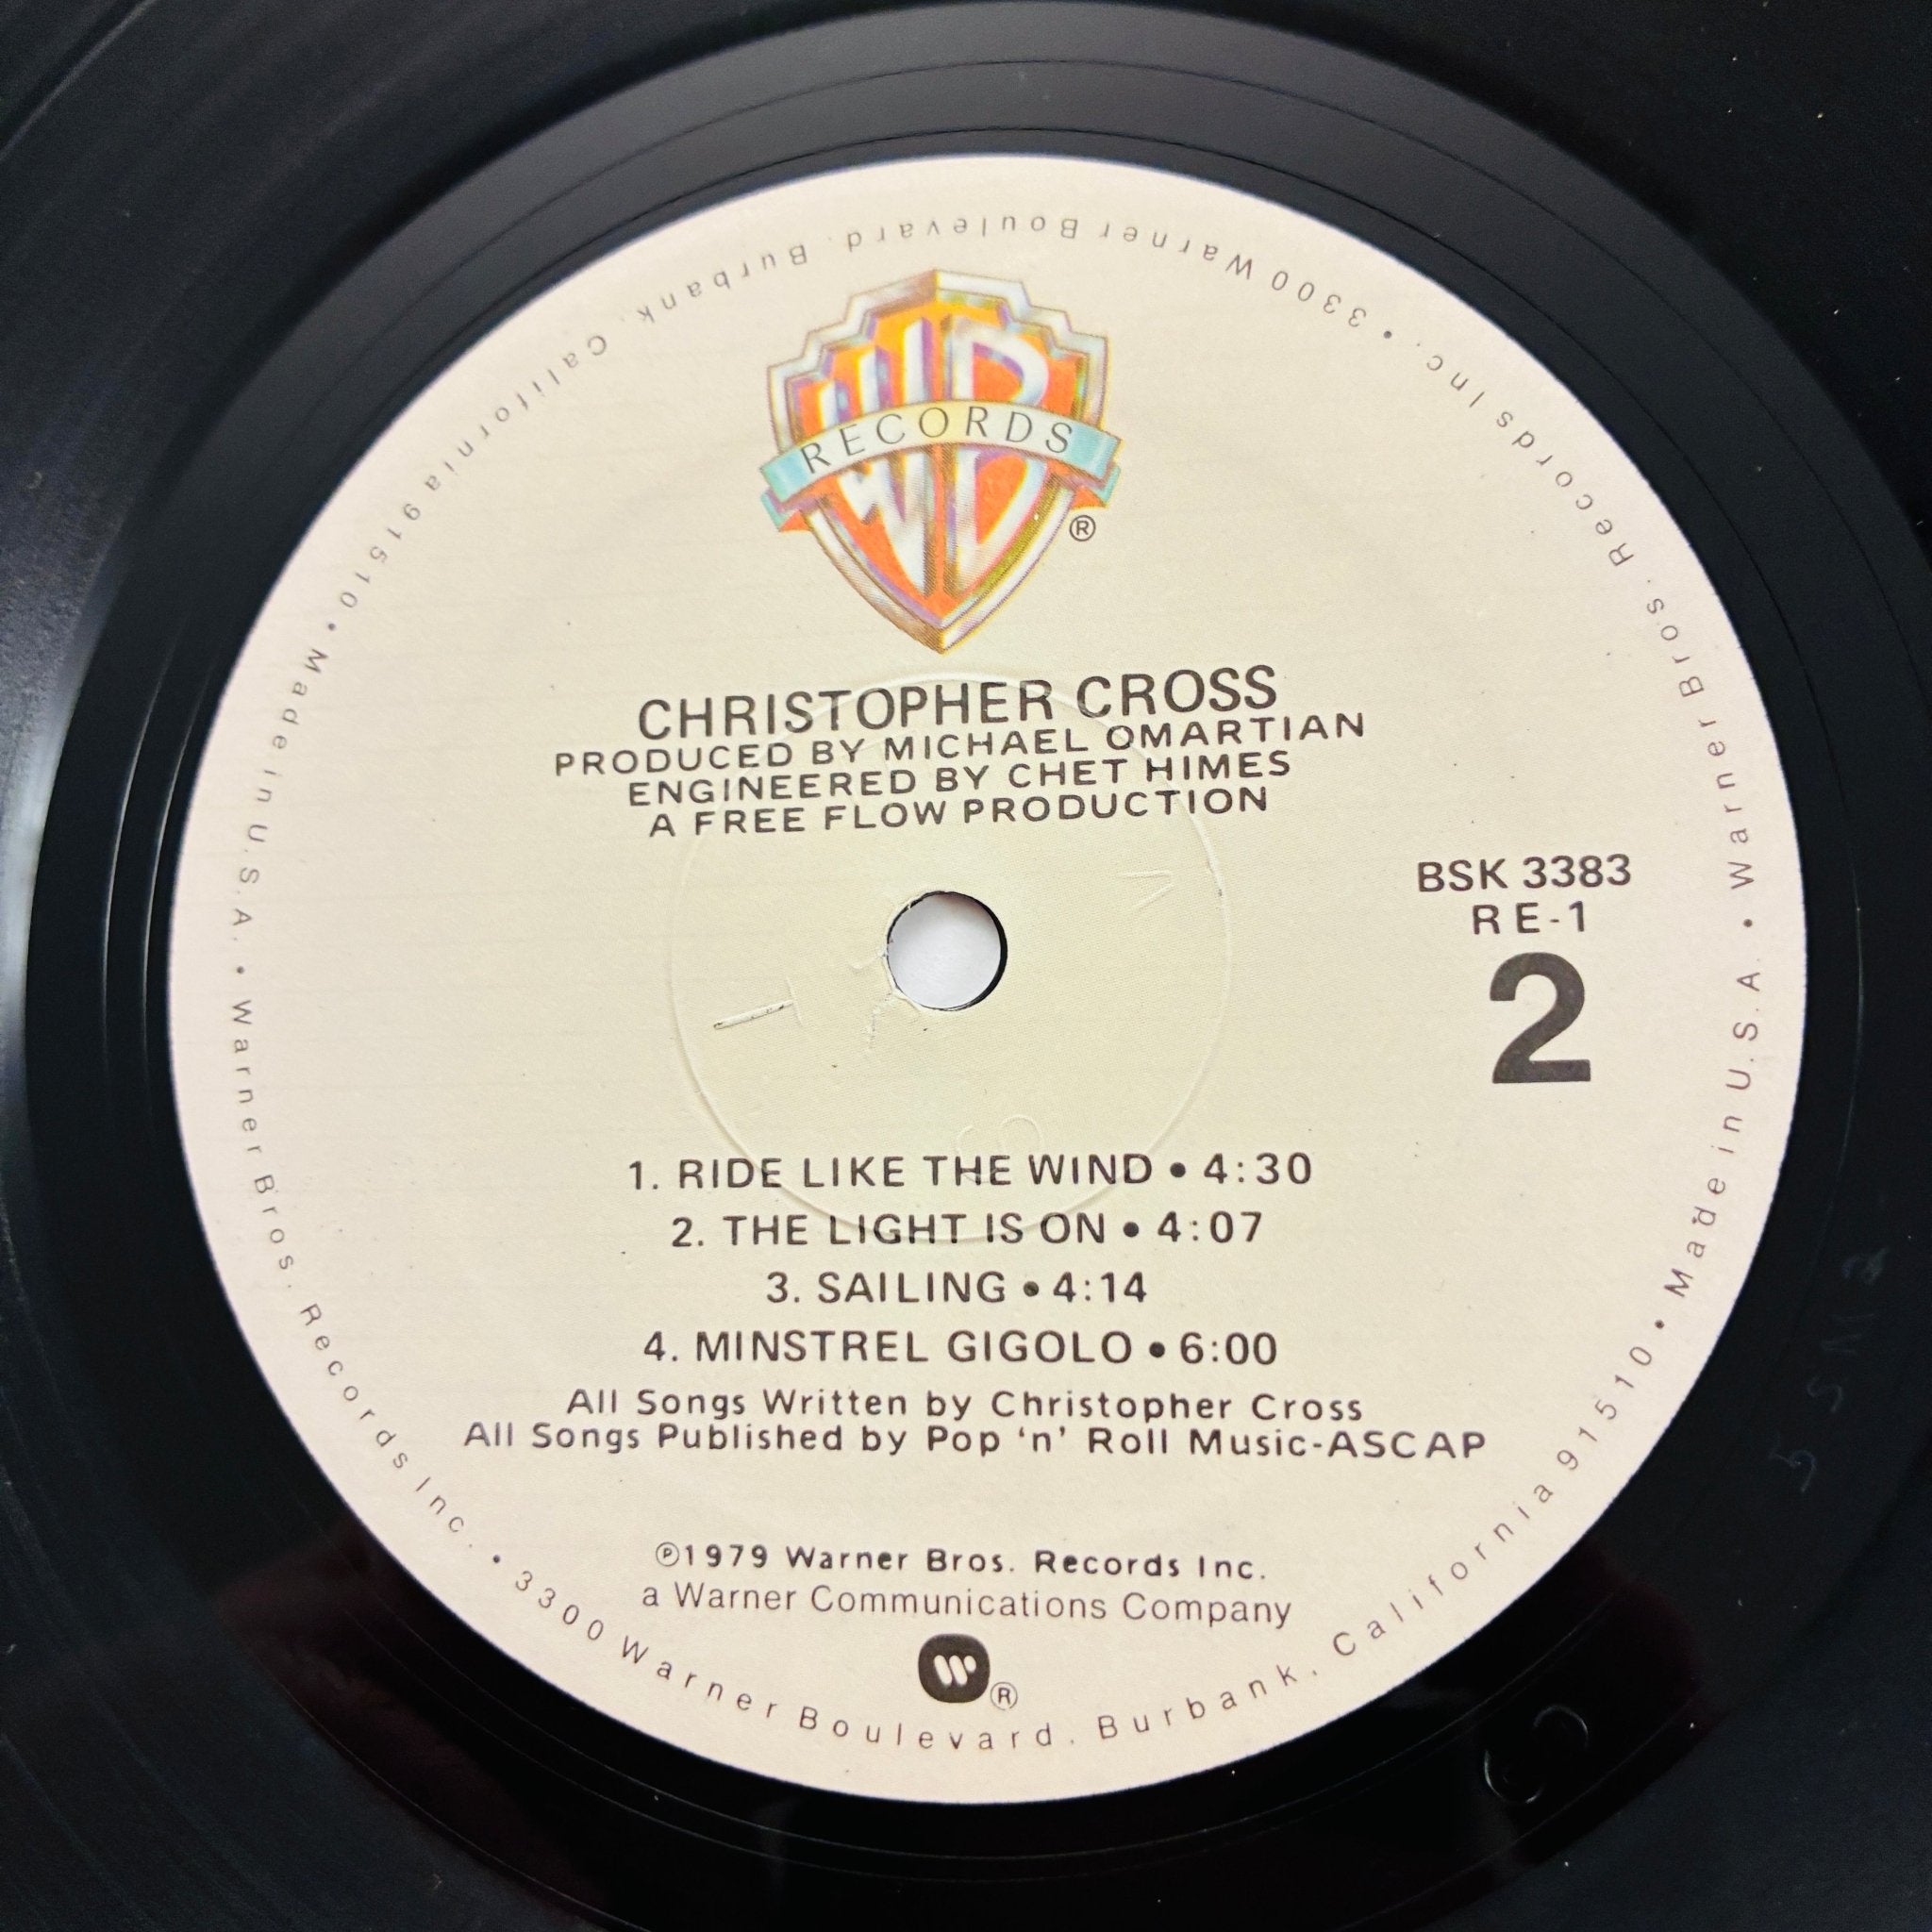 WB
RECORDS
®
CHRISTOPHER CROSS
PRODUCED BY MICHAEL OMARTIAN
ENGINEERED BY CHET HIMES
A FREE FLOW PRODUCTION
BSK 3383
RE-1
2
1. RIDE LIKE THE WIND • 4:30
2. THE LIGHT IS ON • 4:07
3. SAILING • 4:14
4. MINSTREL GIGOLO • 6:00
All Songs Written by Christopher Cross
All Songs Published by Pop ‘n’ Roll Music-ASCAP
℗1979 Warner Bros. Records Inc.
a Warner Communications Company
W ®
Warner Bros. Records Inc. • 3300 Warner Boulevard. Burbank. California 91510 • Made in U.S.A. •
Warner Bros. Records Inc. • 3300 Warner Boulevard. Burbank. California 91510 • Made in U.S.A. •